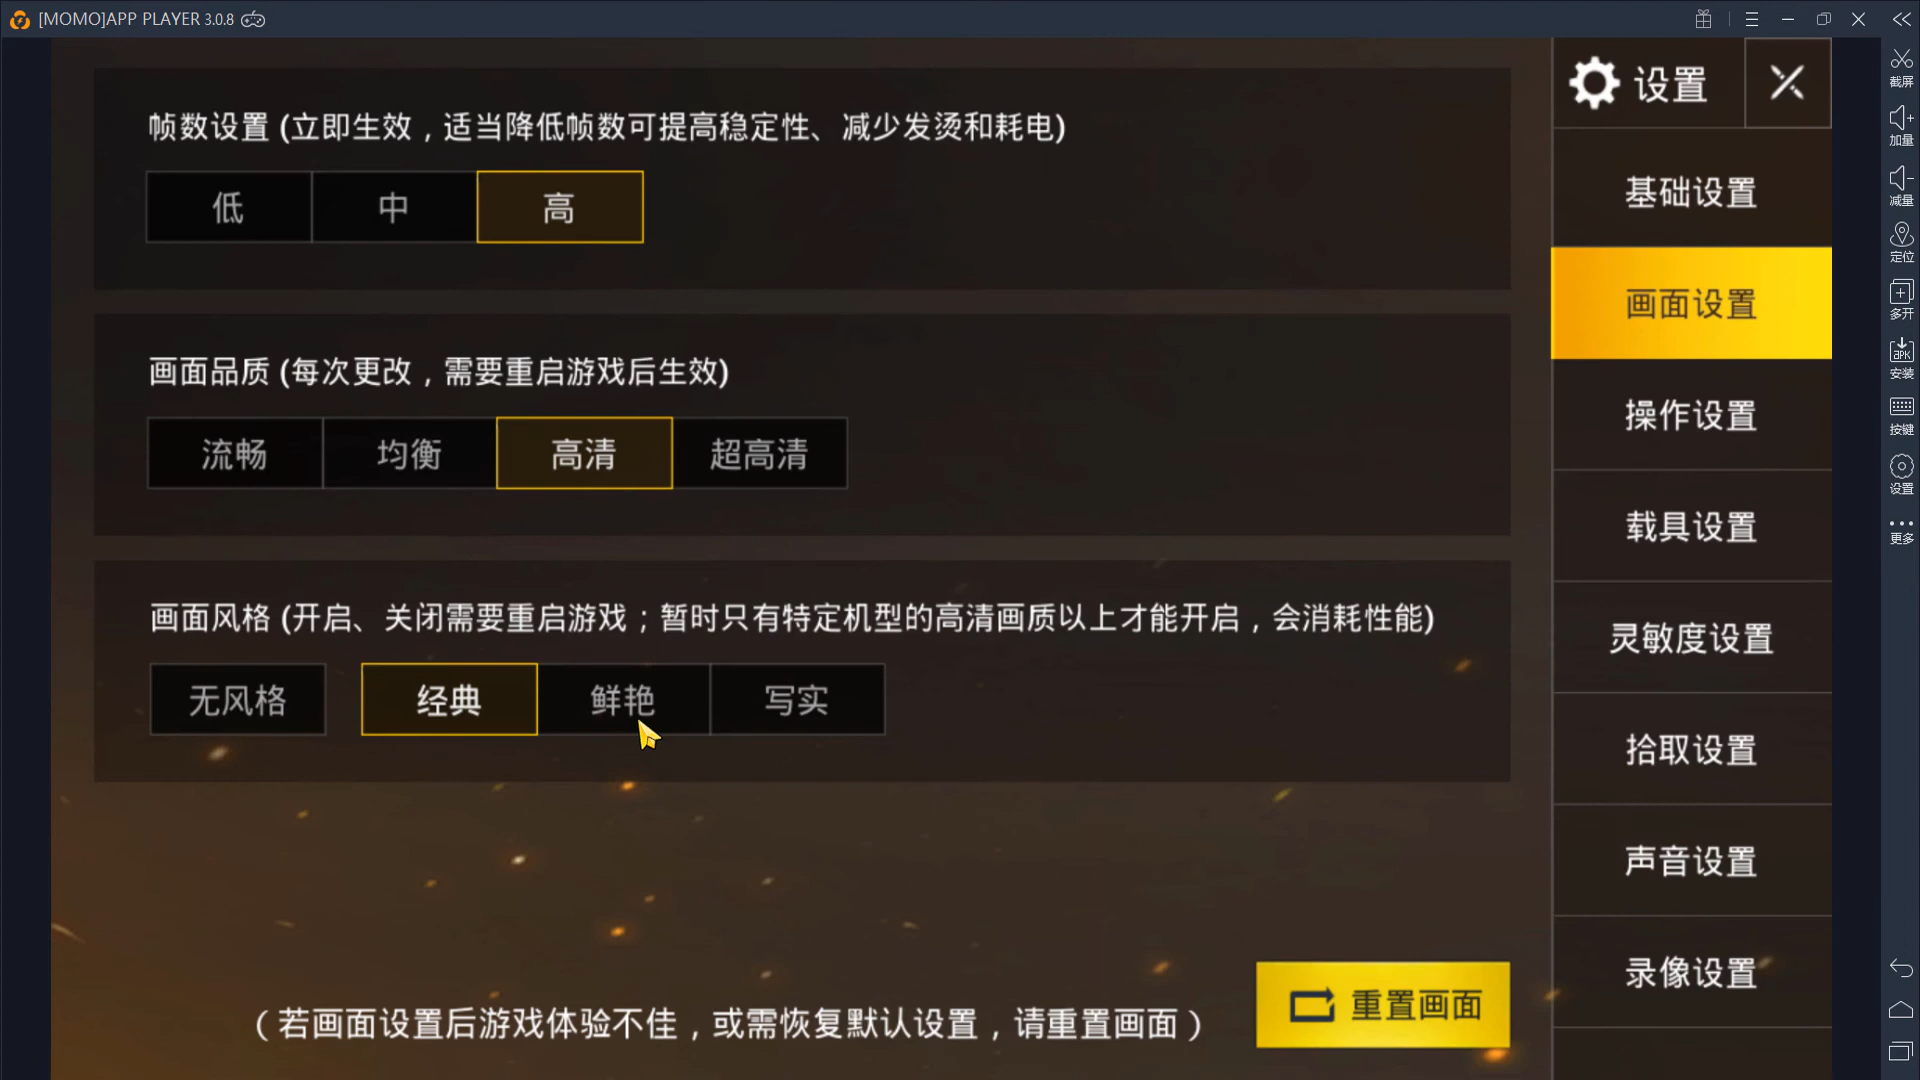 [MOMO]APP PLAYER 3.0.8
帧数设置 (立即生效，适当降低帧数可提高稳定性、减少发烫和耗电)
低 中 高
画面品质 (每次更改，需要重启游戏后生效)
流畅 均衡 高清 超高清
画面风格 (开启、关闭需要重启游戏；暂时只有特定机型的高清画质以上才能开启，会消耗性能)
无风格 经典 鲜艳 写实
(若画面设置后游戏体验不佳，或需恢复默认设置，请重置画面)
重置画面
设置
基础设置
画面设置
操作设置
载具设置
灵敏度设置
拾取设置
声音设置
录像设置
截屏
加量
减量
定位
多开
APK
安装
按键
设置
更多